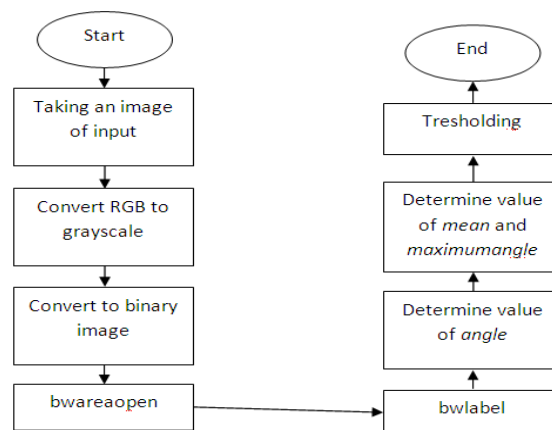 Start
Taking an image
of input
Convert RGB to
grayscale
Convert to binary
image
bwareaopen
bwlabel
Determine value
of angle
Determine value
of mean and
maximumangle
Tresholding
End